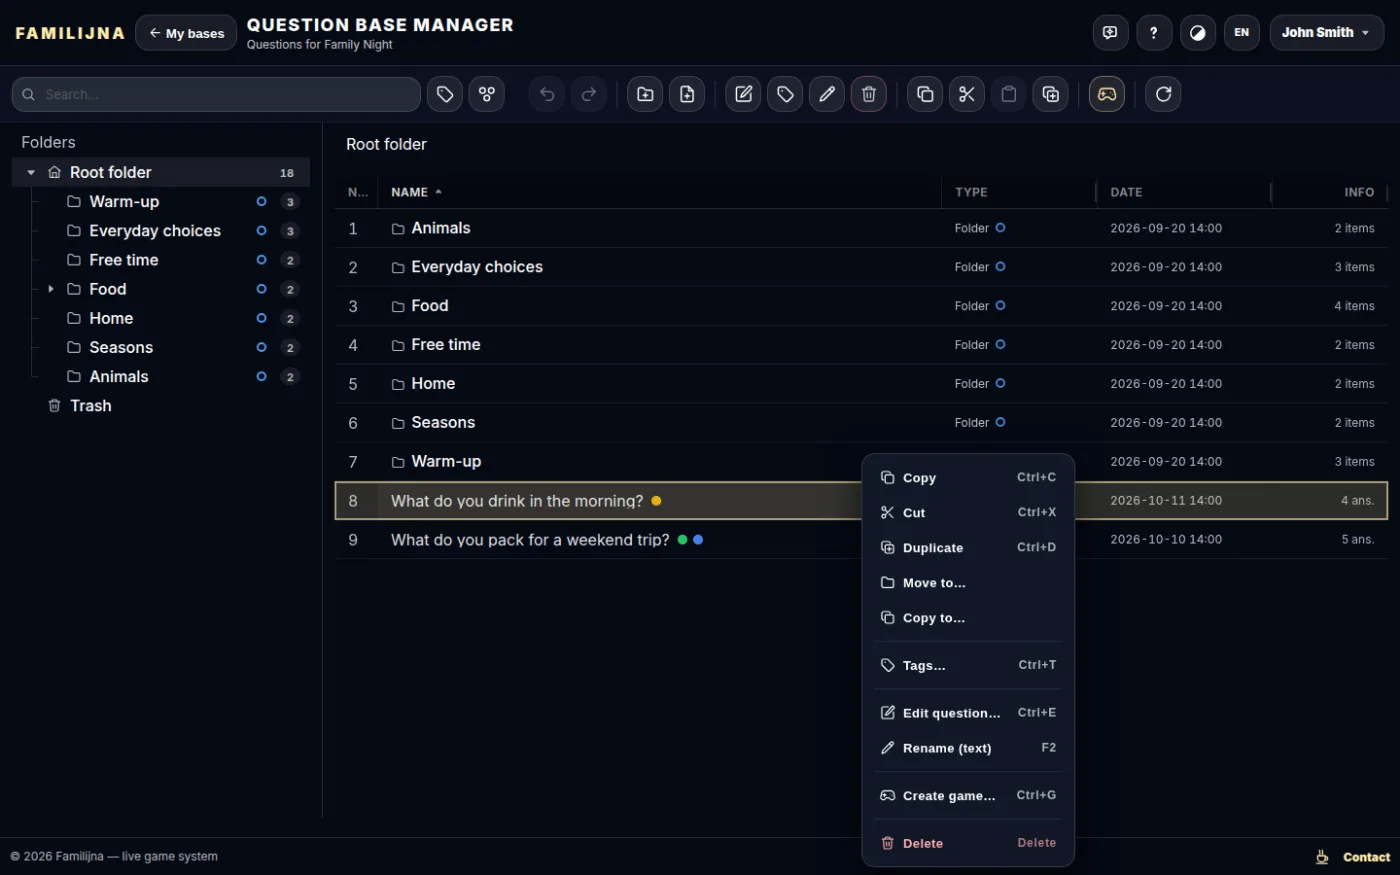 FAMILIJNA
← My bases
QUESTION BASE MANAGER
Questions for Family Night
?
EN
John Smith
Search...
Folders
Root folder 18
Warm-up 3
Everyday choices 3
Free time 2
Food 2
Home 2
Seasons 2
Animals 2
Trash
Root folder
N... NAME TYPE DATE INFO
1 Animals Folder 2026-09-20 14:00 2 items
2 Everyday choices Folder 2026-09-20 14:00 3 items
3 Food Folder 2026-09-20 14:00 4 items
4 Free time Folder 2026-09-20 14:00 2 items
5 Home Folder 2026-09-20 14:00 2 items
6 Seasons Folder 2026-09-20 14:00 2 items
7 Warm-up 2026-09-20 14:00 3 items
8 What do you drink in the morning? 2026-10-11 14:00 4 ans.
9 What do you pack for a weekend trip? 2026-10-10 14:00 5 ans.
Copy Ctrl+C
Cut Ctrl+X
Duplicate Ctrl+D
Move to...
Copy to...
Tags... Ctrl+T
Edit question... Ctrl+E
Rename (text) F2
Create game... Ctrl+G
Delete Delete
© 2026 Familijna — live game system
Contact